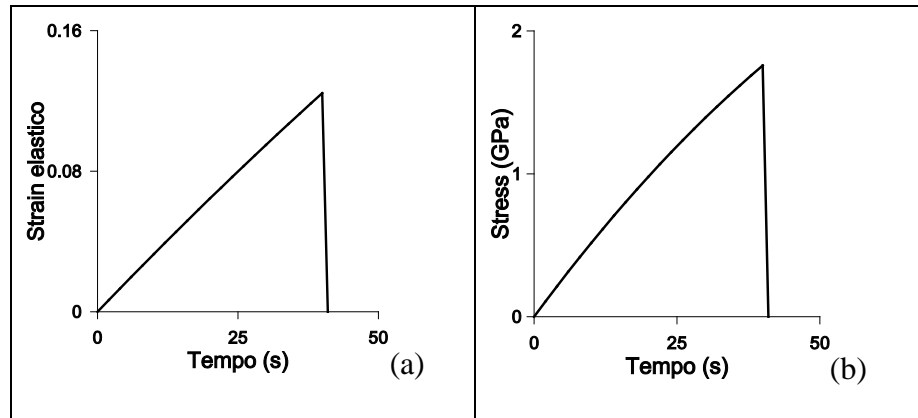 0.16
0.08
0
Strain elastico
0
25
50
Tempo (s)
(a)
2
1
0
Stress (GPa)
0
25
50
Tempo (s)
(b)